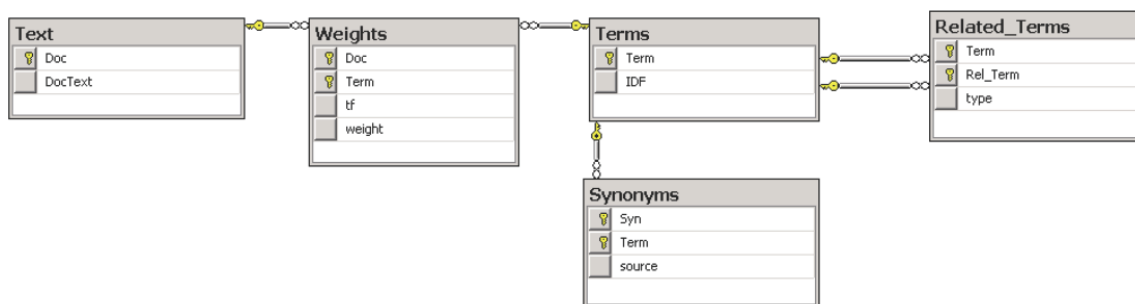 Text
Doc
DocText
Weights
Doc
Term
tf
weight
Terms
Term
IDF
Related_Terms
Term
Rel_Term
type
Synonyms
Syn
Term
source